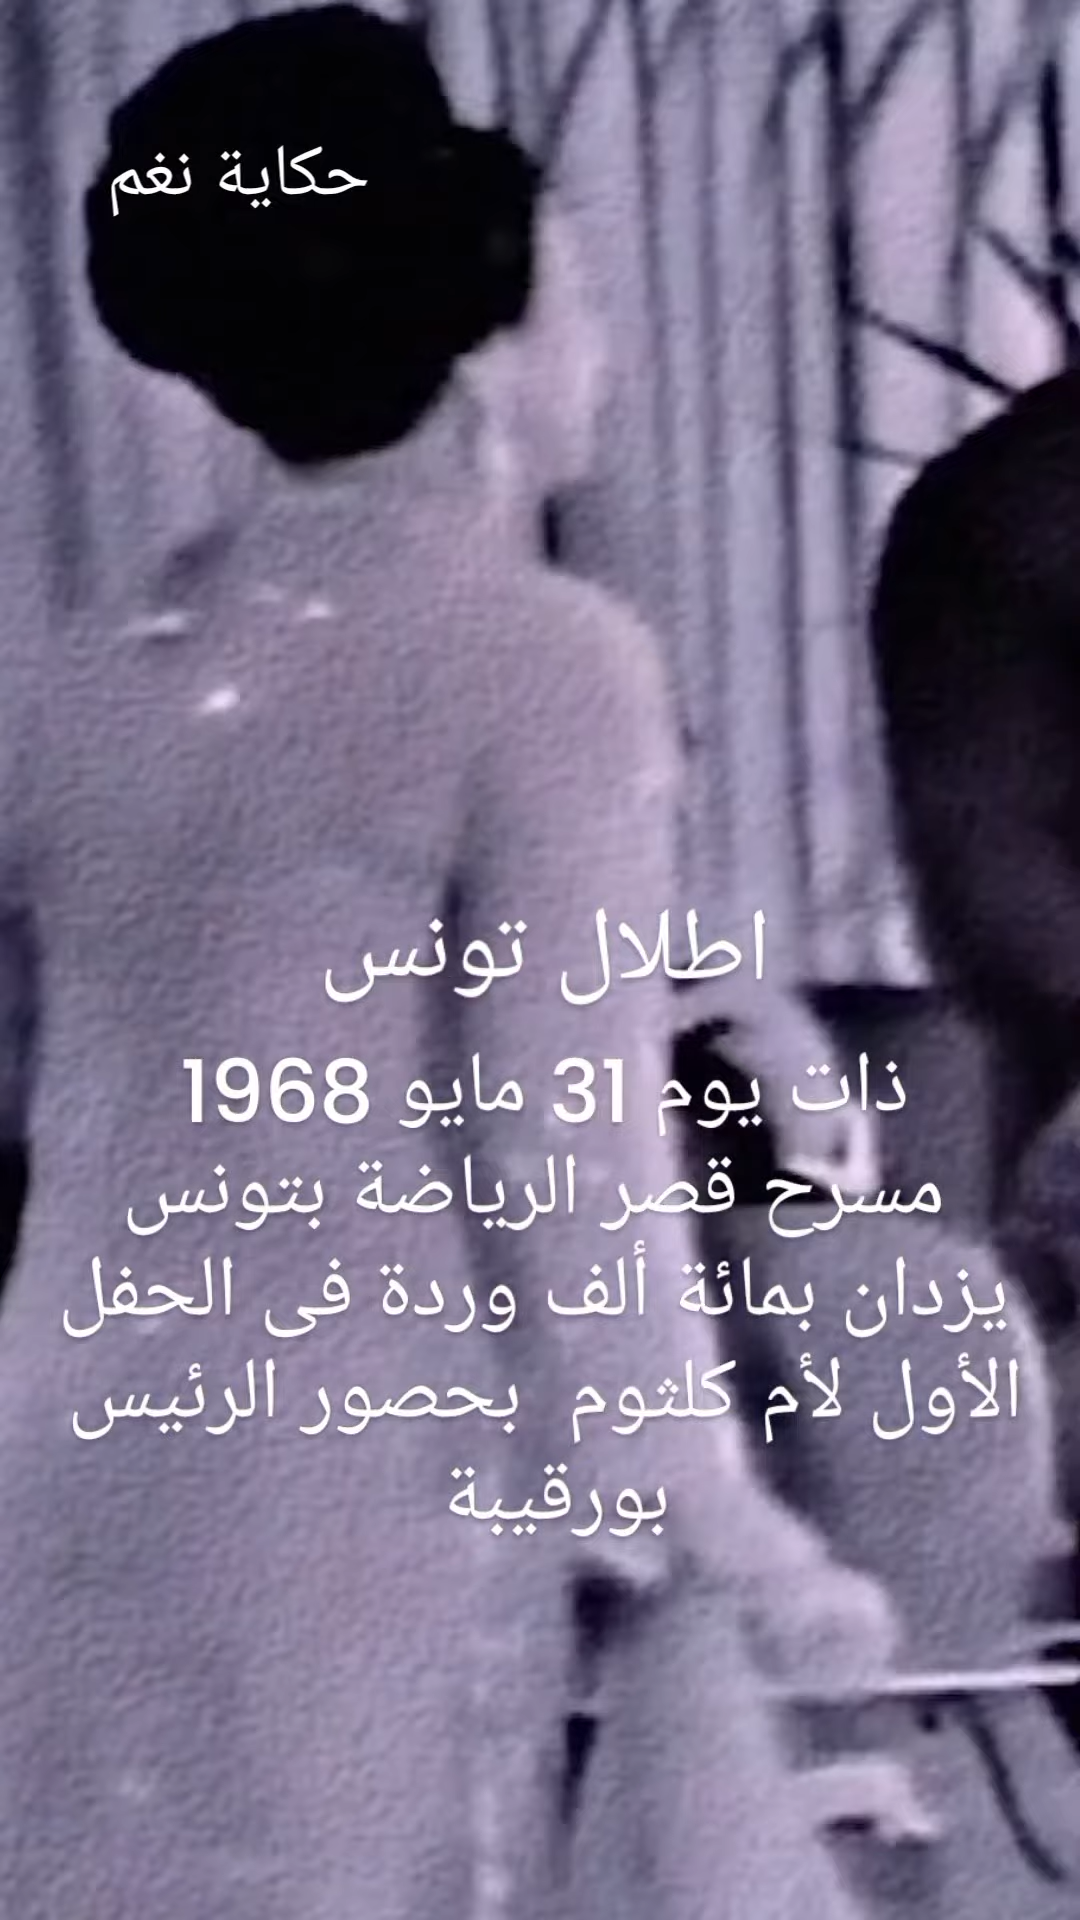 حكاية نغم
اطلال تونس
ذات يوم 31 مايو 1968
مسرح قصر الرياضة بتونس
يزدان بمائة ألف وردة فى الحفل
الأول لأم كلثوم بحصور الرئيس
بورقيبة